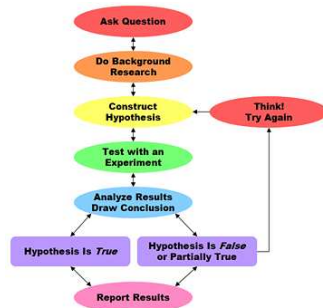 Ask Question
Do Background
Research
Construct
Hypothesis
Think!
Try Again
Test with an
Experiment
Analyze Results
Draw Conclusion
Hypothesis Is True
Hypothesis Is False
or Partially True
Report Results